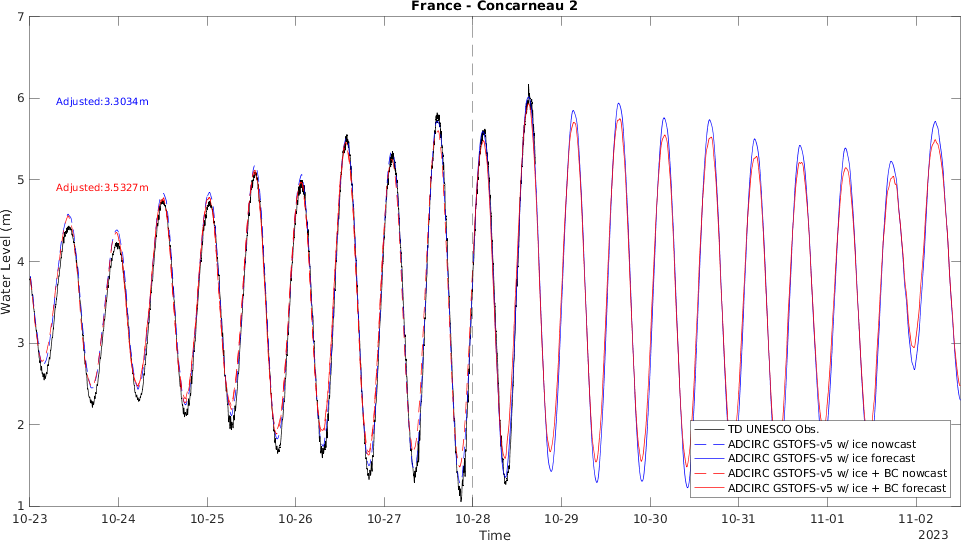 France - Concarneau 2
7
6
5
4
3
2
1
Water Level (m)
Adjusted:3.3034m
Adjusted:3.5327m
TD UNESCO Obs.
ADCIRC GSTOFS-v5 w/ ice nowcast
ADCIRC GSTOFS-v5 w/ ice forecast
ADCIRC GSTOFS-v5 w/ ice + BC nowcast
ADCIRC GSTOFS-v5 w/ ice + BC forecast
10-23 10-24 10-25 10-26 10-27 10-28 10-29 10-30 10-31 11-01 11-02
Time
2023